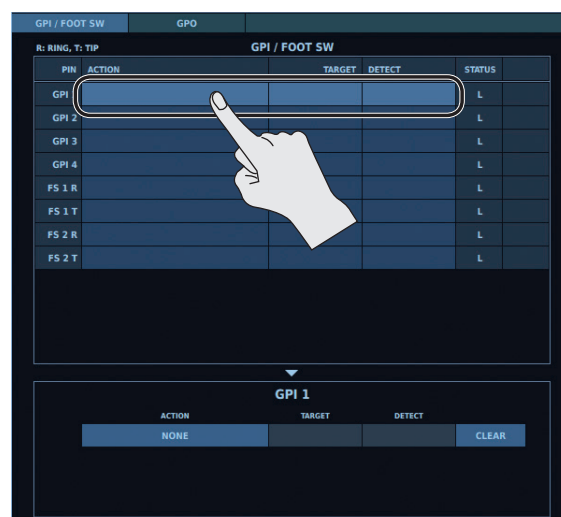 GPI / FOOT SW GPO
R: RING, T: TIP GPI / FOOT SW
PIN ACTION TARGET DETECT STATUS
GPI L
GPI 2 L
GPI 3 L
GPI 4 L
FS 1 R L
FS 1 T L
FS 2 R L
FS 2 T L
GPI 1
ACTION TARGET DETECT
NONE CLEAR